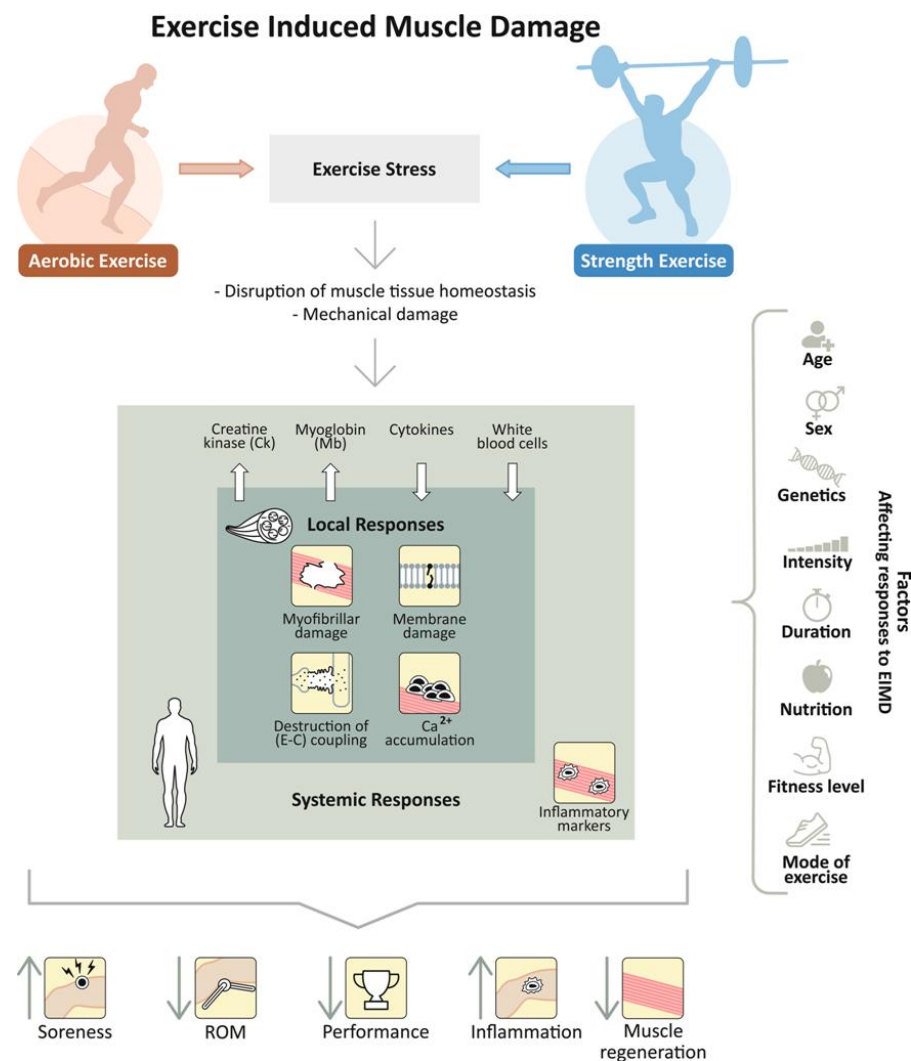 Exercise Induced Muscle Damage
Exercise Stress
Aerobic Exercise
Strength Exercise
- Disruption of muscle tissue homeostasis
- Mechanical damage
Creatine
kinase (Ck)
Myoglobin
(Mb)
Cytokines
White
blood cells
Local Responses
Myofibrillar
damage
Membrane
damage
Destruction of
(E-C) coupling
Ca2+
accumulation
Systemic Responses
Inflammatory
markers
Age
Sex
Genetics
Intensity
Duration
Nutrition
Fitness level
Mode of
exercise
Factors
Affecting responses to EIMD
Soreness
ROM
Performance
Inflammation
Muscle
regeneration